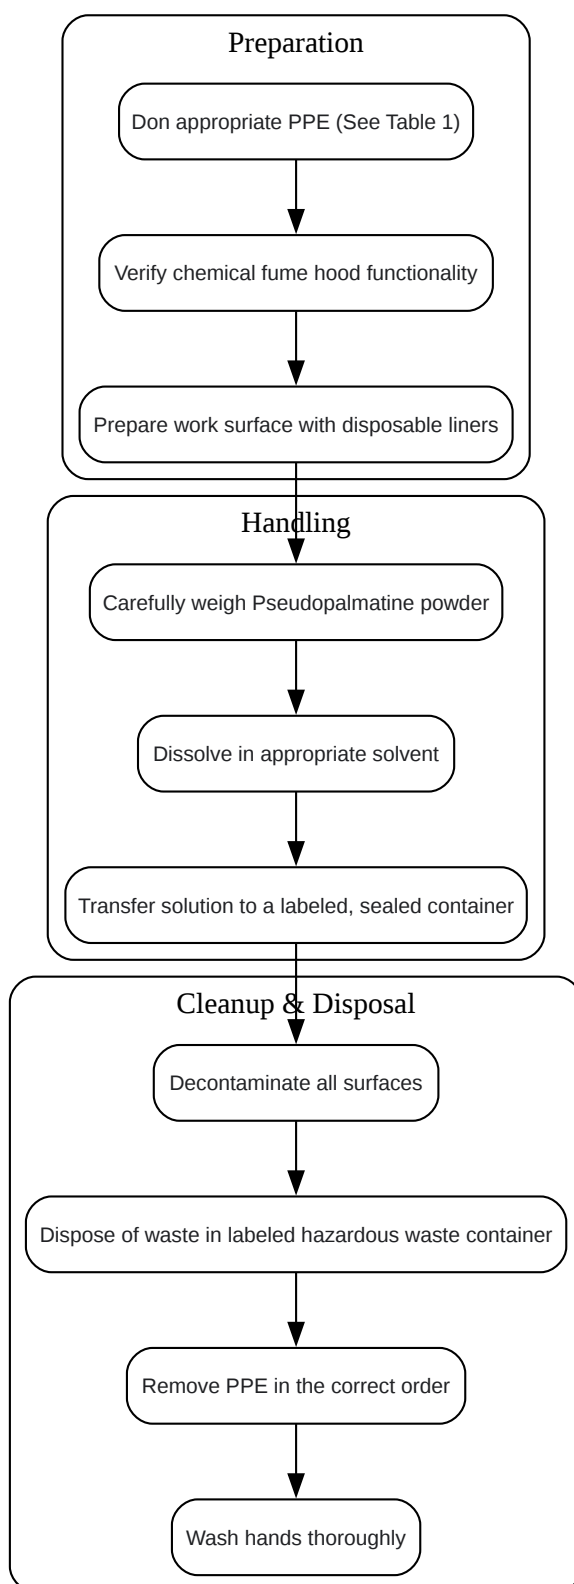 Preparation
Don appropriate PPE (See Table 1)
Verify chemical fume hood functionality
Prepare work surface with disposable liners
Handling
Carefully weigh Pseudopalmatine powder
Dissolve in appropriate solvent
Transfer solution to a labeled, sealed container
Cleanup & Disposal
Decontaminate all surfaces
Dispose of waste in labeled hazardous waste container
Remove PPE in the correct order
Wash hands thoroughly